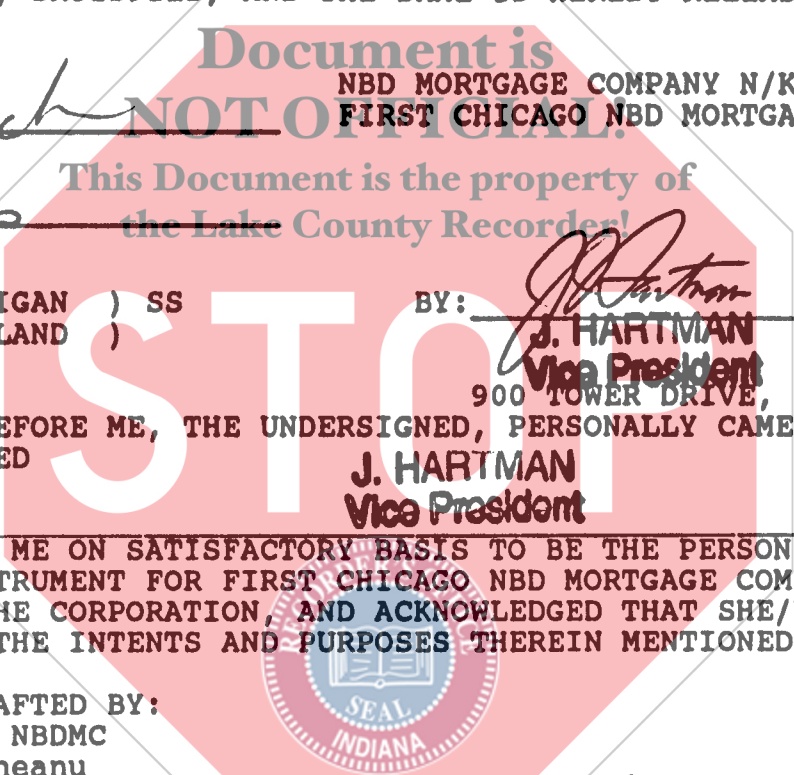 Document is
NBD MORTGAGE COMPANY N/K
NOT OFFICIAL!
FIRST CHICAGO NBD MORTGA
This Document is the property of
the Lake County Recorder!
IGAN ) SS BY:
LAND )
J. HARTMAN
Vice President
900 TOWER DRIVE,
EFORE ME, THE UNDERSIGNED, PERSONALLY CAME
ED
J. HARTMAN
Vice President
STOP
ME ON SATISFACTORY BASIS TO BE THE PERSON
TRUMENT FOR FIRST CHICAGO NBD MORTGAGE COM
HE CORPORATION, AND ACKNOWLEDGED THAT SHE/
THE INTENTS AND PURPOSES THEREIN MENTIONED
SEAL
INDIANA
AFTED BY:
NBDMC
neanu